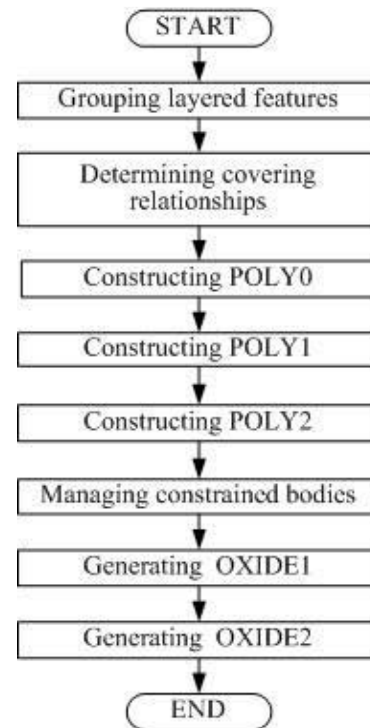 START
Grouping layered features
Determining covering
relationships
Constructing POLY0
Constructing POLY1
Constructing POLY2
Managing constrained bodies
Generating OXIDE1
Generating OXIDE2
END